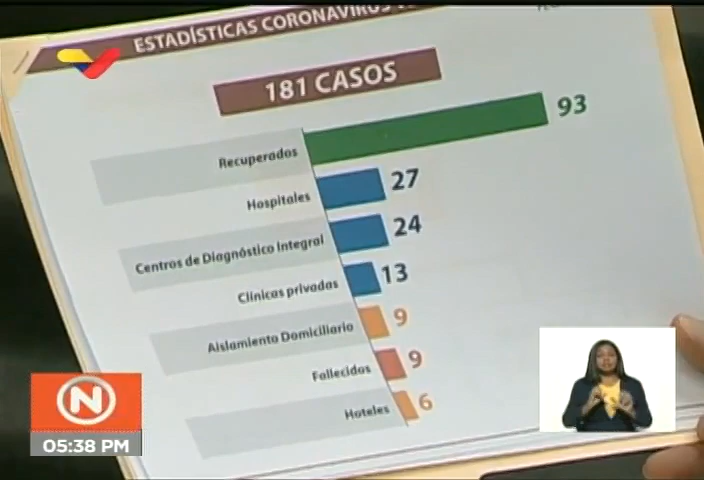 ESTADÍSTICAS CORONAVIRUS
181 CASOS
Recuperados 93
Hospitales 27
Centros de Diagnóstico Integral 24
Clínicas privadas 13
Aislamiento Domiciliario 9
Fallecidos 9
Hoteles 6
N
05:38 PM